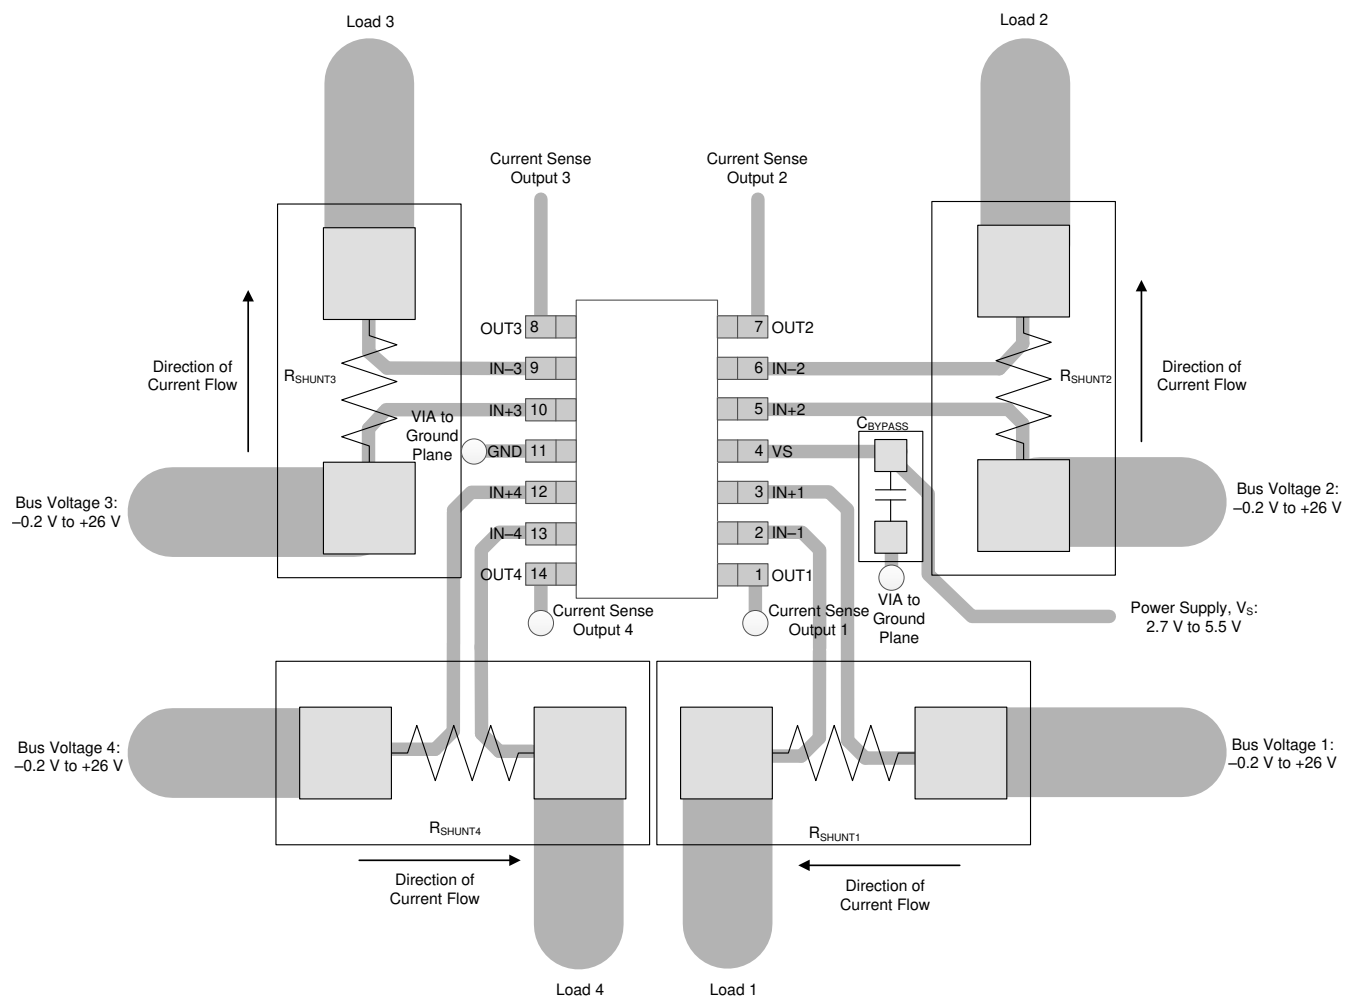 Load 3
Load 2
Current Sense
Output 3
Current Sense
Output 2
OUT3 8
7 OUT2
IN–3 9
6 IN–2
IN+3 10
5 IN+2
GND 11
4 VS
IN+4 12
3 IN+1
IN–4 13
2 IN–1
OUT4 14
1 OUT1
Direction of
Current Flow
RSHUNT3
VIA to
Ground
Plane
CBYPASS
RSHUNT2
Direction of
Current Flow
Bus Voltage 3:
–0.2 V to +26 V
Bus Voltage 2:
–0.2 V to +26 V
Current Sense
Output 4
Current Sense
Output 1
VIA to
Ground
Plane
Power Supply, VS:
2.7 V to 5.5 V
Bus Voltage 4:
–0.2 V to +26 V
Bus Voltage 1:
–0.2 V to +26 V
RSHUNT4
RSHUNT1
Direction of
Current Flow
Direction of
Current Flow
Load 4
Load 1